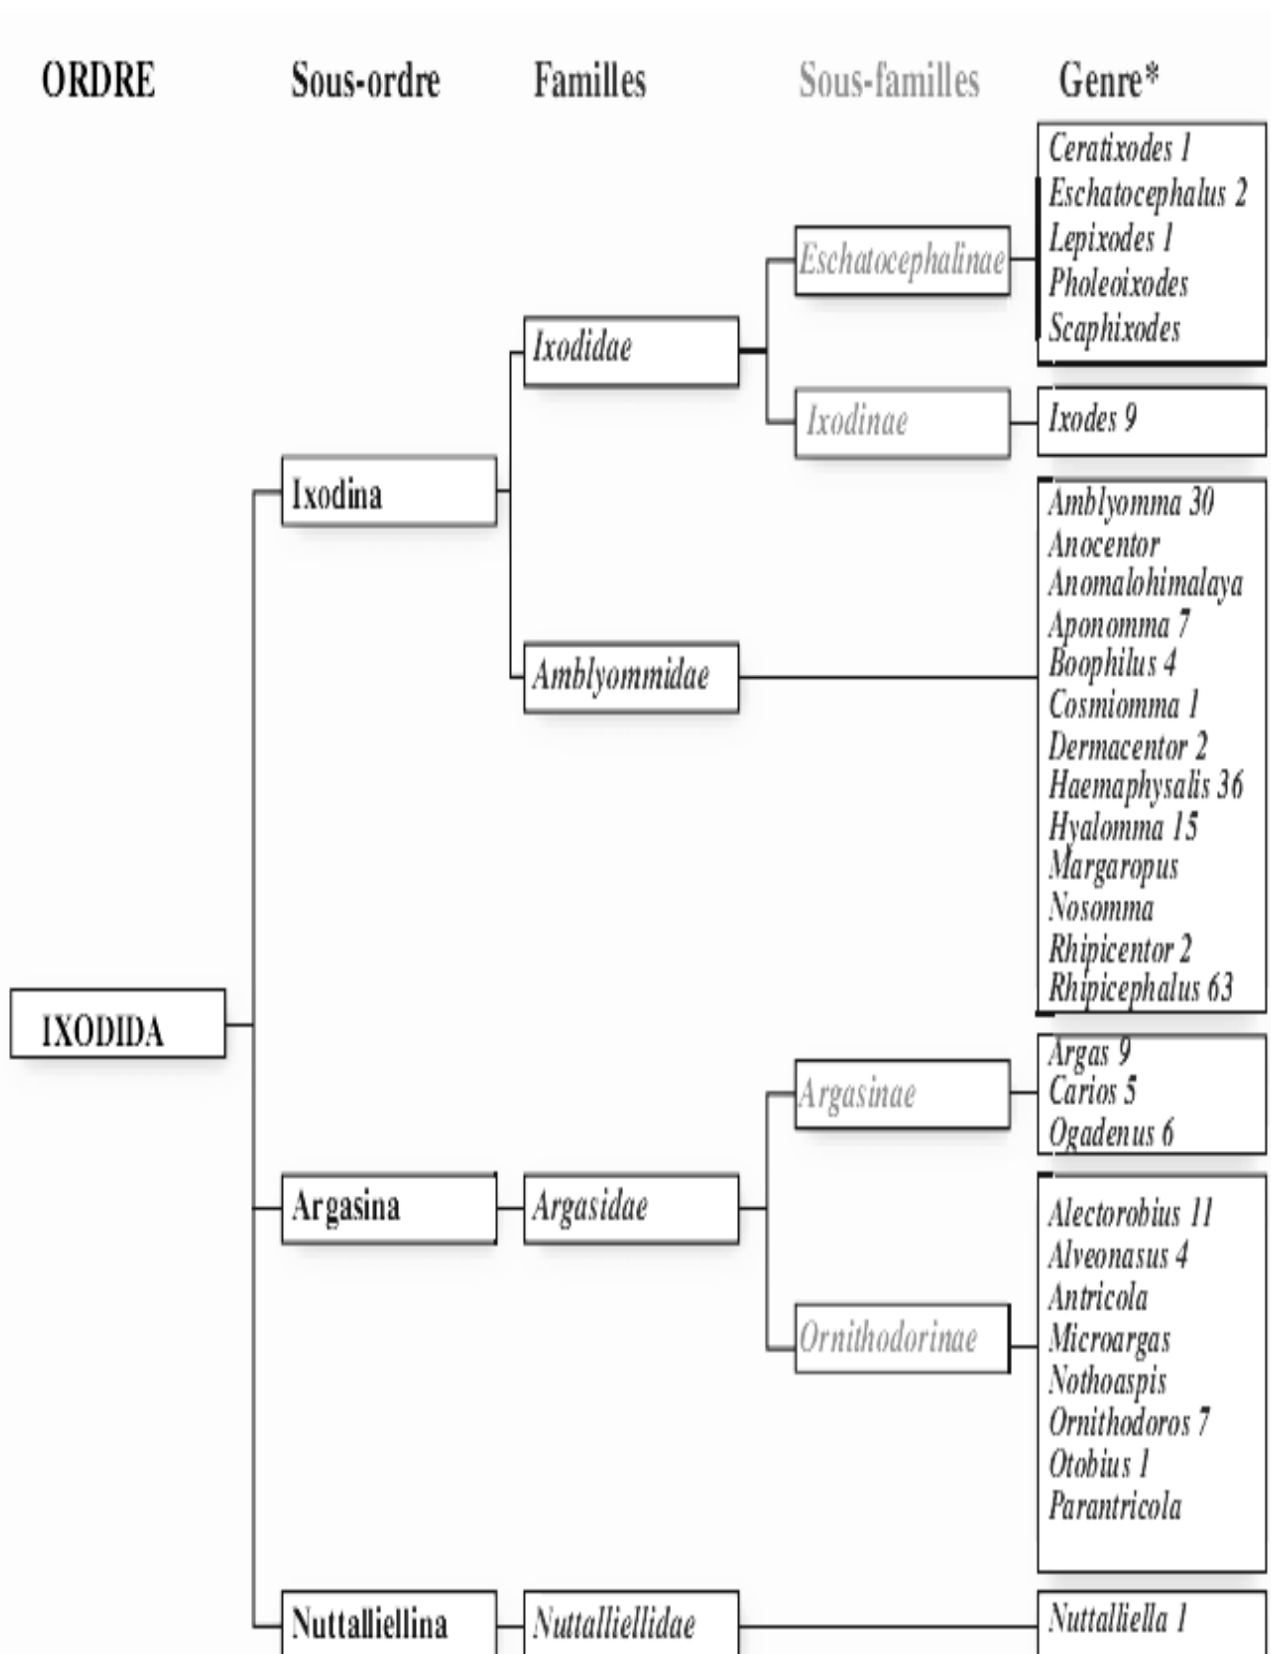 ORDRE Sous-ordre Familles Sous-familles Genre*
Ceratixodes 1
Eschatocephalus 2
Lepixodes 1
Pholeoixodes
Scaphixodes
Eschatocephalinae
Ixodidae
Ixodinae
Ixodes 9
Ixodina
Amblyomma 30
Anocentor
Anomalohimalaya
Aponomma 7
Boophilus 4
Cosmiomma 1
Dermacentor 2
Haemaphysalis 36
Hyalomma 15
Margaropus
Nosomma
Rhipicentor 2
Rhipicephalus 63
Amblyommidae
IXODIDA
Argasinae
Argas 9
Carios 5
Ogadenus 6
Argasina
Argasidae
Ornithodorinae
Alectorobius 11
Alveonasus 4
Antricola
Microargas
Nothoaspis
Ornithodoros 7
Otobius 1
Parantricola
Nuttalliellina
Nuttalliellidae
Nuttalliella 1